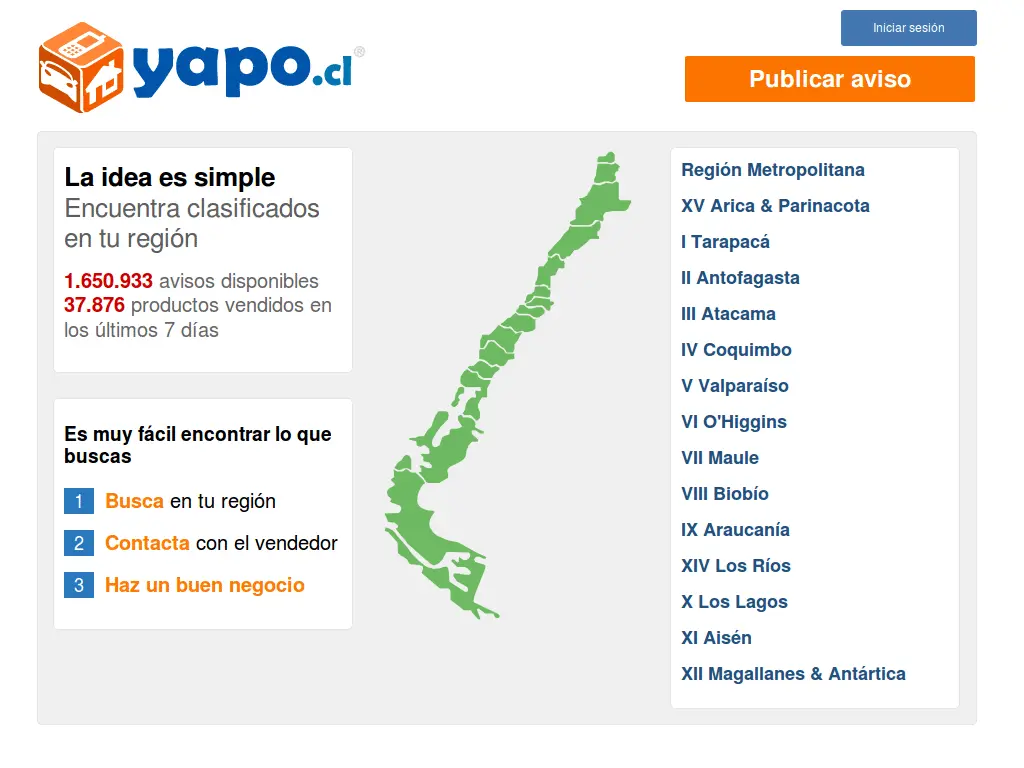 yapo.cl®
Iniciar sesión
Publicar aviso
La idea es simple
Encuentra clasificados
en tu región
1.650.933 avisos disponibles
37.876 productos vendidos en
los últimos 7 días
Es muy fácil encontrar lo que
buscas
1 Busca en tu región
2 Contacta con el vendedor
3 Haz un buen negocio
Región Metropolitana
XV Arica & Parinacota
I Tarapacá
II Antofagasta
III Atacama
IV Coquimbo
V Valparaíso
VI O'Higgins
VII Maule
VIII Biobío
IX Araucanía
XIV Los Ríos
X Los Lagos
XI Aisén
XII Magallanes & Antártica